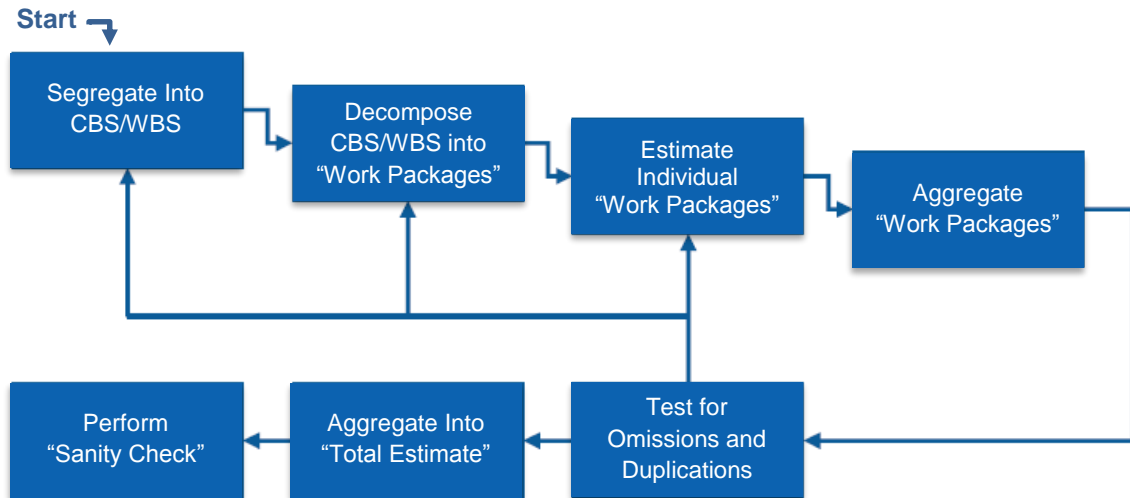 Start
Segregate Into
CBS/WBS
Decompose
CBS/WBS into
“Work Packages”
Estimate
Individual
“Work Packages”
Aggregate
“Work Packages”
Test for
Omissions and
Duplications
Aggregate Into
“Total Estimate”
Perform
“Sanity Check”